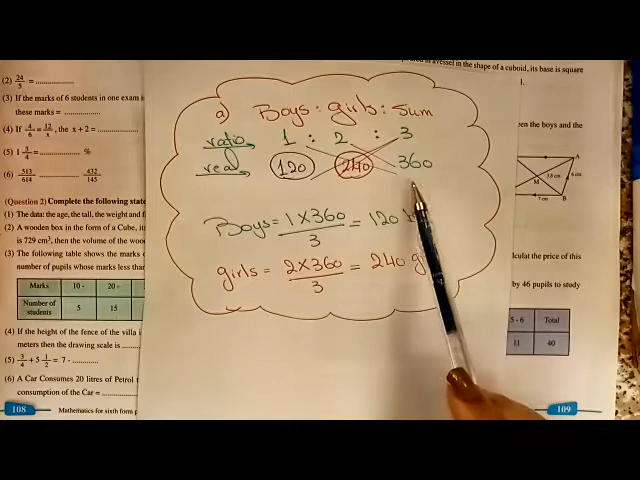 (2) 24/5 = ..............
(3) If the marks of 6 students in one exam
these marks = ..............
(4) If 4/6 = 12/x, the x + 2 = ..............
(5) 1 3/4 = .............. %
(6) 513/614 .............. 432/145
(Question 2) Complete the following state
(1) The data: the age, the tall, the weight and
(2) A wooden box in the form of a Cube, its
is 729 cm³, then the volume of the
(3) The following table shows the marks
number of pupils whose marks less than
Marks 10 - 20 -
Number of students 5 15
(4) If the height of the fence of the villa i
meters then the drawing scale is
(5) 3/4 + 5 1/2 = 7 - ..............
(6) A Car Consumes 20 litres of Petrol t
consumption of the Car = ..............
108 Mathematics for sixth form p
a) Boys : girls : Sum
ratio 1 : 2 : 3
real 120 240 360
Boys = 1 X 360 / 3 = 120
girls = 2 X 360 / 3 = 240
a vessel in the shape of a cuboid, its base is square
een the boys and the
A
M
3.8 cm
6 cm
7 cm
B
alculat the price of this
by 46 pupils to study
5 - 6 Total
11 40
109